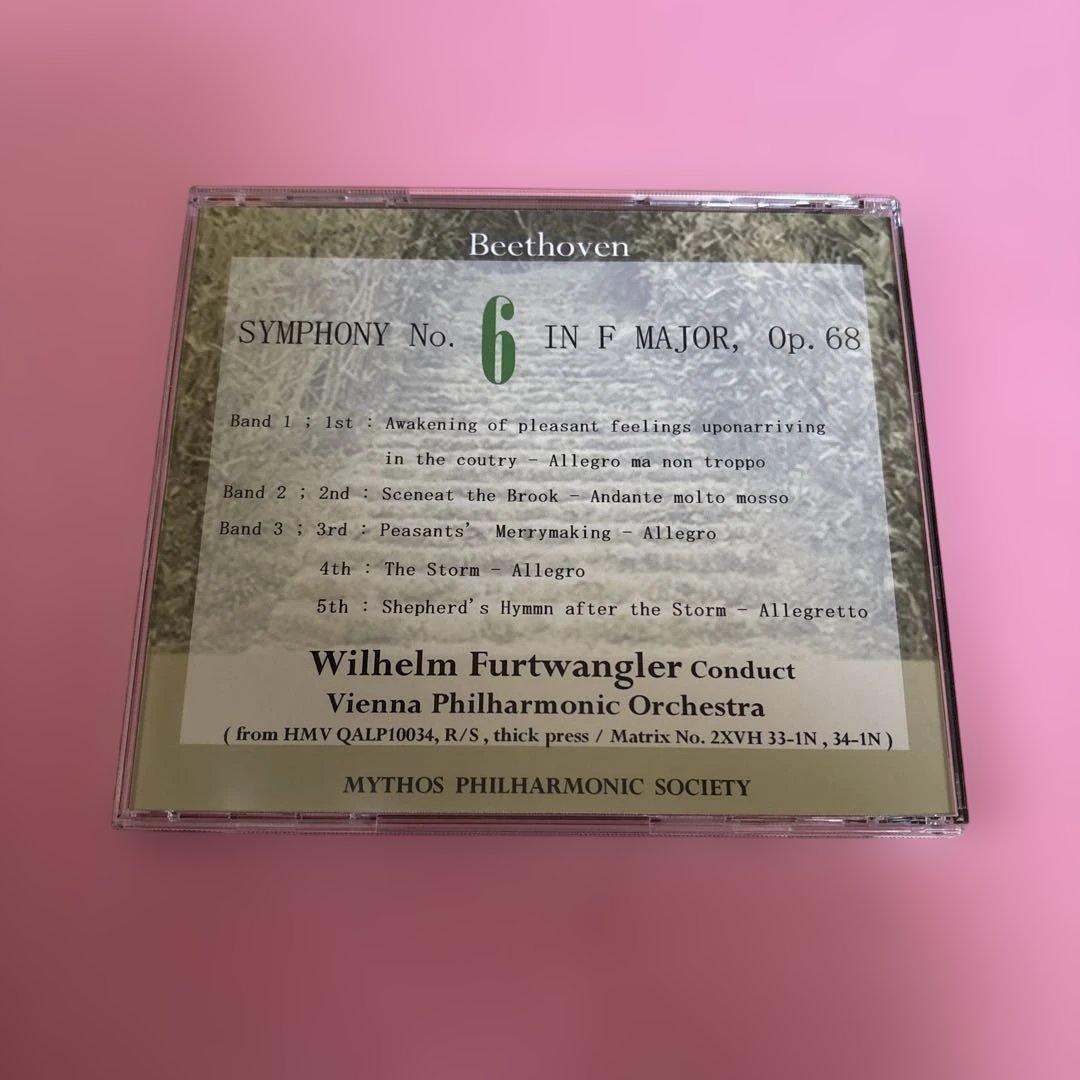 Beethoven
SYMPHONY No. 6 IN F MAJOR, Op. 68
Band 1 ; 1st : Awakening of pleasant feelings uponarriving
in the coutry - Allegro ma non troppo
Band 2 ; 2nd : Sceneat the Brook - Andante molto mosso
Band 3 ; 3rd : Peasants' Merrymaking - Allegro
4th : The Storm - Allegro
5th : Shepherd's Hymmn after the Storm - Allegretto
Wilhelm Furtwangler Conduct
Vienna Philharmonic Orchestra
( from HMV QALP10034, R/S , thick press / Matrix No. 2XVH 33-1N , 34-1N )
MYTHOS PHILHARMONIC SOCIETY